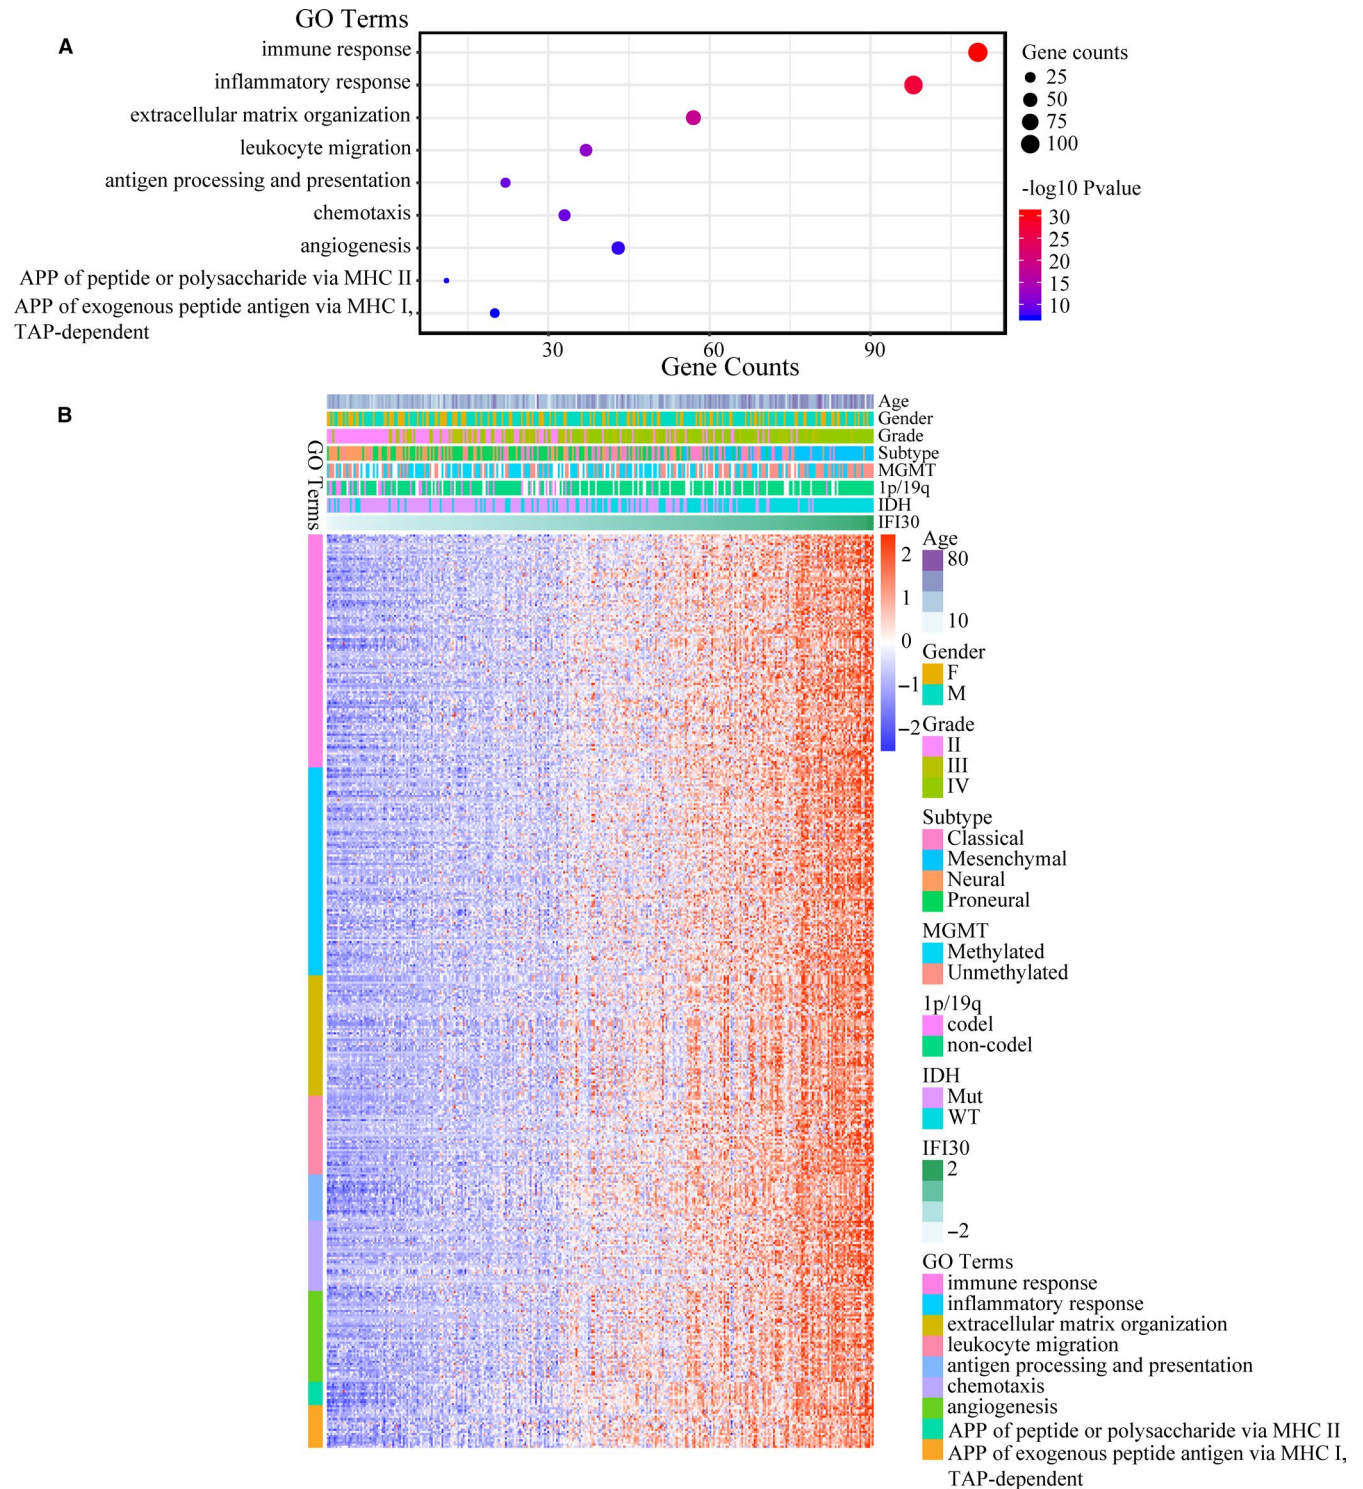 A
GO Terms
immune response
inflammatory response
extracellular matrix organization
leukocyte migration
antigen processing and presentation
chemotaxis
angiogenesis
APP of peptide or polysaccharide via MHC II
APP of exogenous peptide antigen via MHC I,
TAP-dependent
30
60
90
Gene Counts
Gene counts
25
50
75
100
-log10 Pvalue
30
25
20
15
10
B
GO Terms
Age
Gender
Grade
Subtype
MGMT
1p/19q
IDH
IFI30
2
1
0
−1
−2
Age
80
10
Gender
F
M
Grade
II
III
IV
Subtype
Classical
Mesenchymal
Neural
Proneural
MGMT
Methylated
Unmethylated
1p/19q
codel
non-codel
IDH
Mut
WT
IFI30
2
−2
GO Terms
immune response
inflammatory response
extracellular matrix organization
leukocyte migration
antigen processing and presentation
chemotaxis
angiogenesis
APP of peptide or polysaccharide via MHC II
APP of exogenous peptide antigen via MHC I,
TAP-dependent